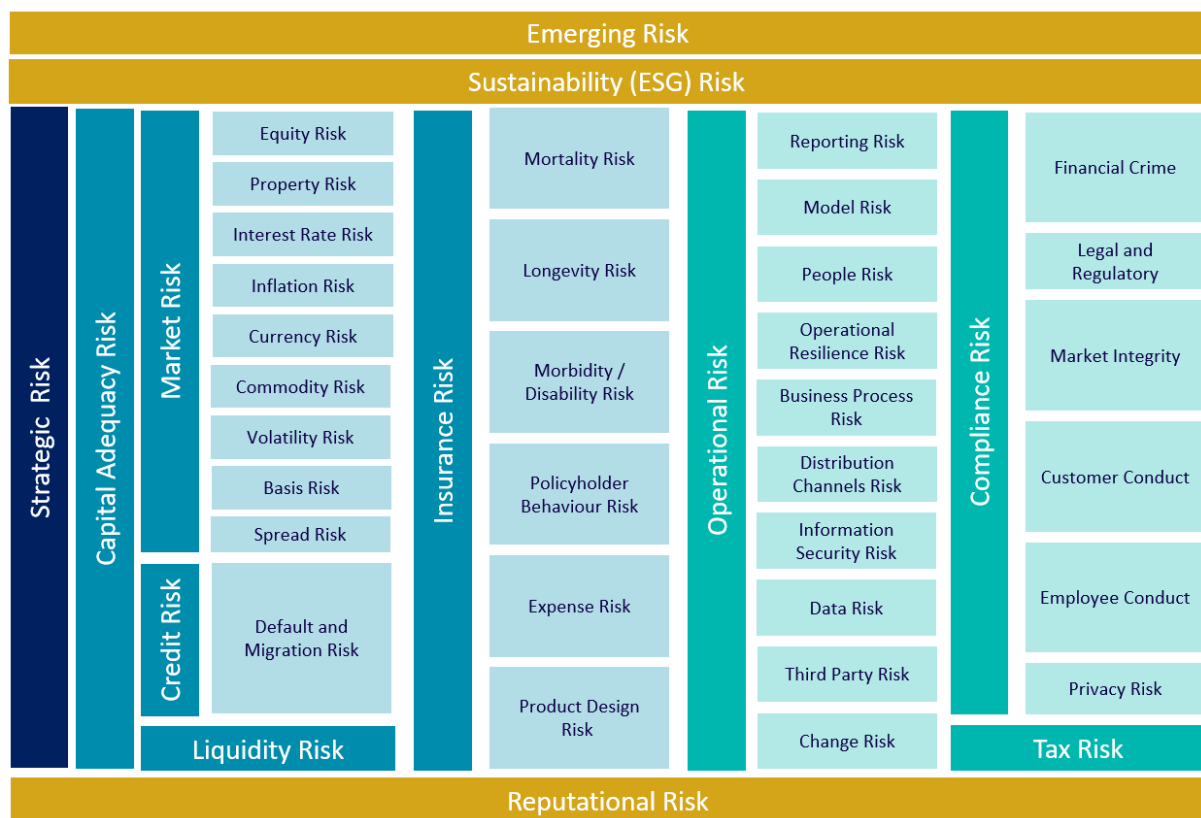 Emerging Risk
Sustainability (ESG) Risk
Strategic Risk
Capital Adequacy Risk
Market Risk
Equity Risk
Property Risk
Interest Rate Risk
Inflation Risk
Currency Risk
Commodity Risk
Volatility Risk
Basis Risk
Spread Risk
Credit Risk
Default and
Migration Risk
Liquidity Risk
Insurance Risk
Mortality Risk
Longevity Risk
Morbidity /
Disability Risk
Policyholder
Behaviour Risk
Expense Risk
Product Design
Risk
Operational Risk
Reporting Risk
Model Risk
People Risk
Operational
Resilience Risk
Business Process
Risk
Distribution
Channels Risk
Information
Security Risk
Data Risk
Third Party Risk
Change Risk
Compliance Risk
Financial Crime
Legal and
Regulatory
Market Integrity
Customer Conduct
Employee Conduct
Privacy Risk
Tax Risk
Reputational Risk